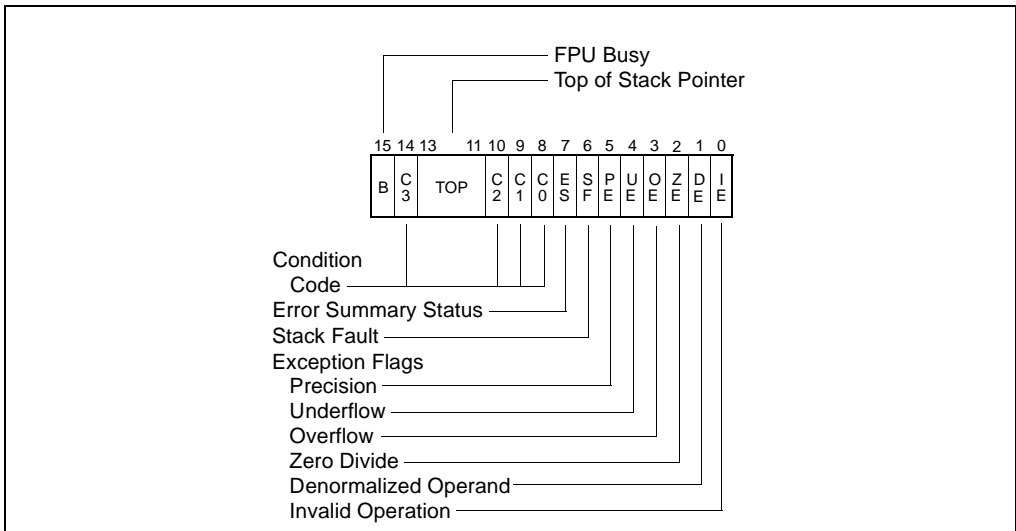 FPU Busy
Top of Stack Pointer
15 14 13 11 10 9 8 7 6 5 4 3 2 1 0
B C3 TOP C2 C1 C0 ES SF PE UE OE ZE DE IE
Condition
Code
Error Summary Status
Stack Fault
Exception Flags
Precision
Underflow
Overflow
Zero Divide
Denormalized Operand
Invalid Operation